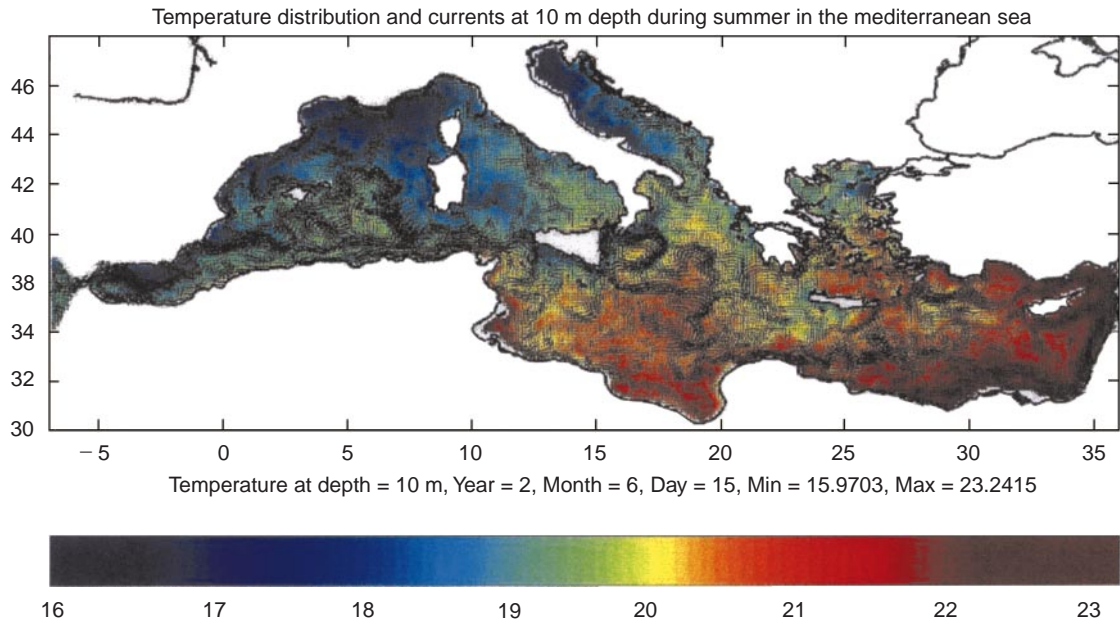 Temperature distribution and currents at 10 m depth during summer in the mediterranean sea
46
44
42
40
38
36
34
32
30
− 5 0 5 10 15 20 25 30 35
Temperature at depth = 10 m, Year = 2, Month = 6, Day = 15, Min = 15.9703, Max = 23.2415
16 17 18 19 20 21 22 23